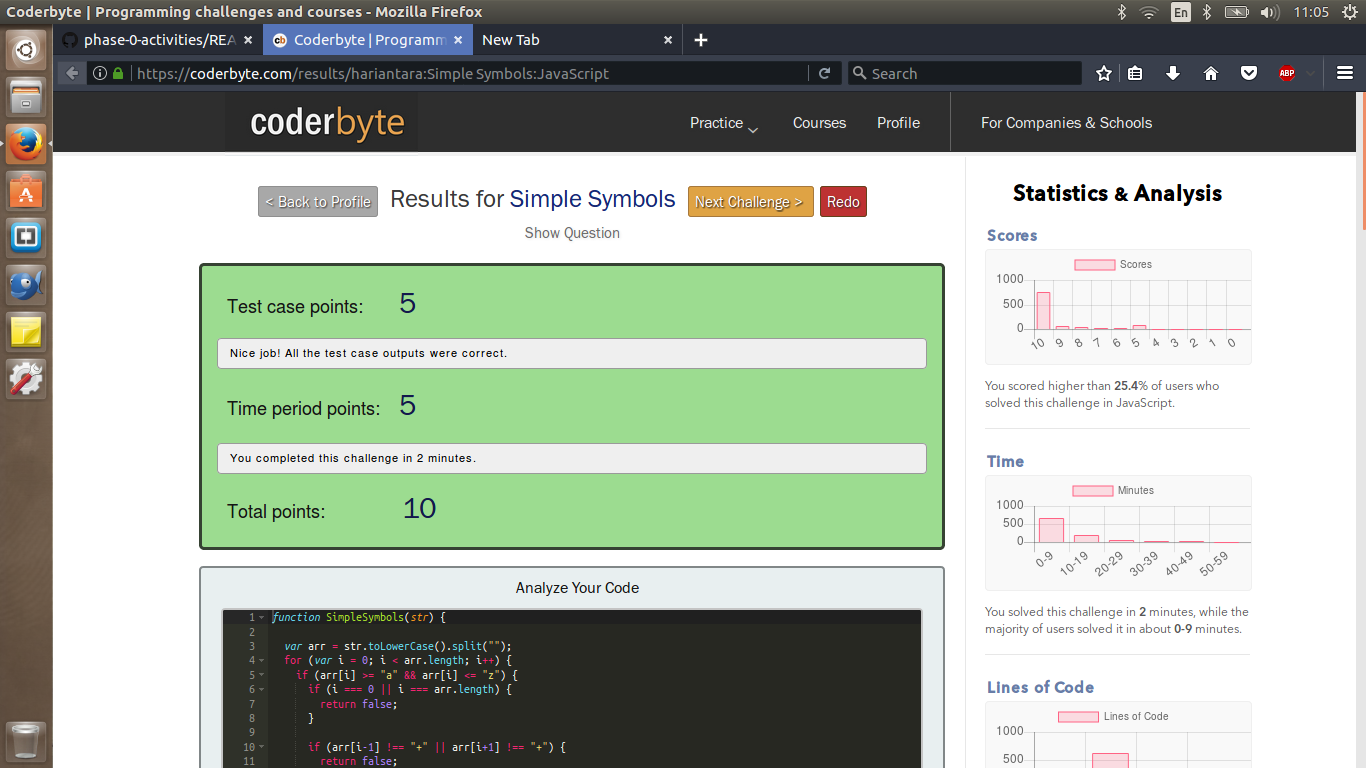 Coderbyte | Programming challenges and courses - Mozilla Firefox
En
11:05
phase-0-activities/REA
Coderbyte | Programm
New Tab
https://coderbyte.com/results/hariantara:Simple Symbols:JavaScript
Search
ABP
coderbyte
Practice
Courses
Profile
For Companies & Schools
< Back to Profile
Results for Simple Symbols
Next Challenge >
Redo
Show Question
Test case points: 5
Nice job! All the test case outputs were correct.
Time period points: 5
You completed this challenge in 2 minutes.
Total points: 10
Analyze Your Code
1 function SimpleSymbols(str) {
2
3 var arr = str.toLowerCase().split("");
4 for (var i = 0; i < arr.length; i++) {
5 if (arr[i] >= "a" && arr[i] <= "z") {
6 if (i === 0 || i === arr.length) {
7 return false;
8 }
9
10 if (arr[i-1] !== "+" || arr[i+1] !== "+") {
11 return false;
Statistics & Analysis
Scores
Scores
1000
500
0
10 9 8 7 6 5 4 3 2 1 0
You scored higher than 25.4% of users who
solved this challenge in JavaScript.
Time
Minutes
1000
500
0
0-9 10-19 20-29 30-39 40-49 50-59
You solved this challenge in 2 minutes, while the
majority of users solved it in about 0-9 minutes.
Lines of Code
Lines of Code
1000
500